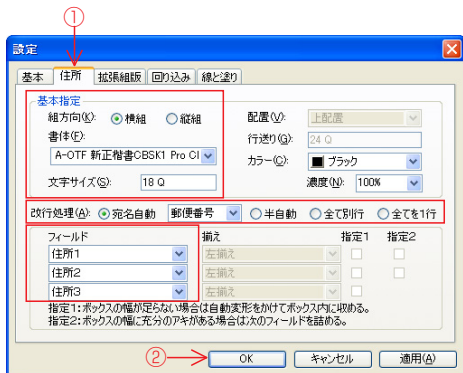 ①
設定
基本 住所 拡張組版 回り込み 線と塗り
基本指定
組方向(K): 横組 縦組 配置(V): 上配置
書体(F): 行送り(G): 24 Q
A-OTF 新正楷書CBSK1 Pro Cl カラー(C): ブラック
文字サイズ(S): 18 Q 濃度(N): 100%
改行処理(A): 宛名自動 郵便番号 半自動 全て別行 全てを1行
フィールド 揃え 指定1 指定2
住所1 左揃え
住所2 左揃え
住所3 左揃え
指定1:ボックスの幅が足らない場合は自動変形をかけてボックス内に収める。
指定2:ボックスの幅に充分のアキがある場合は次のフィールドを詰める。
② OK キャンセル 適用(A)